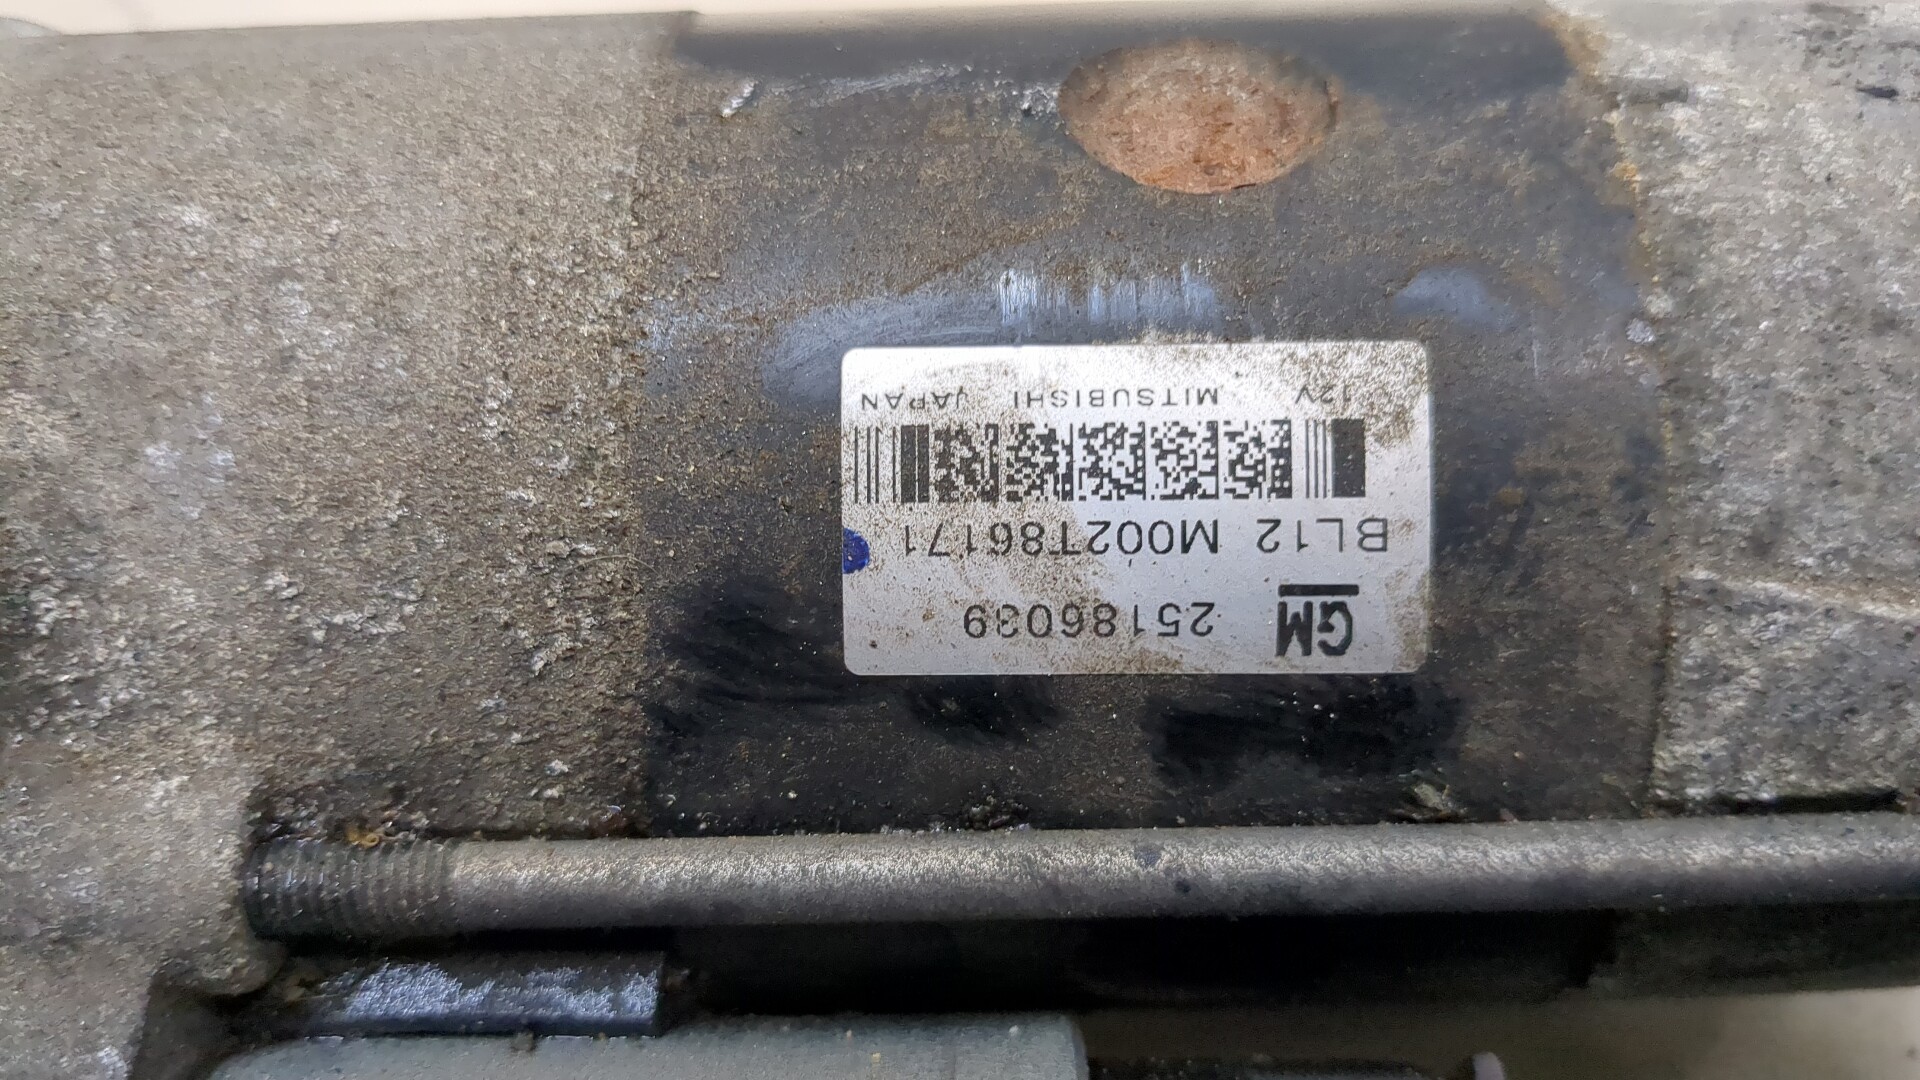 GM 25186039
BL12 M002T86171
12V MITSUBISHI JAPAN